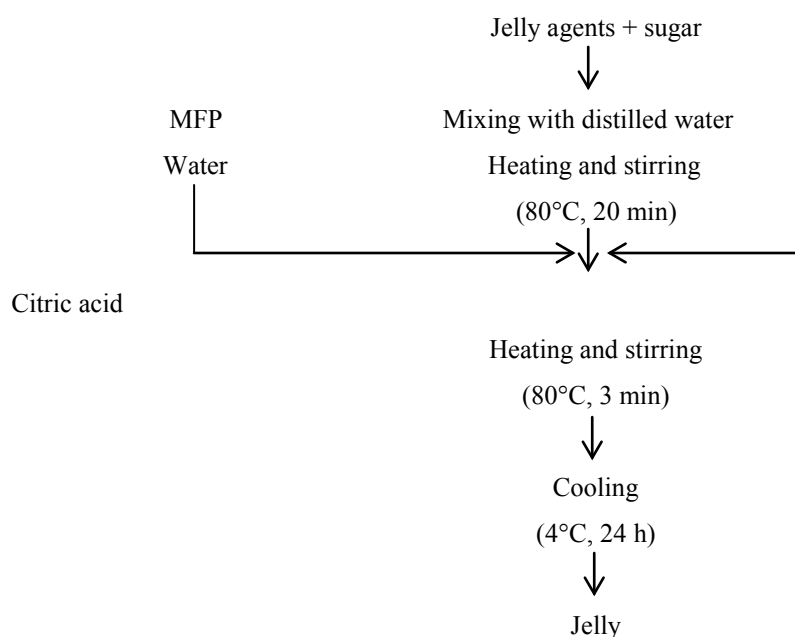 Jelly agents + sugar
MFP
Mixing with distilled water
Water
Heating and stirring
(80°C, 20 min)
Citric acid
Heating and stirring
(80°C, 3 min)
Cooling
(4°C, 24 h)
Jelly